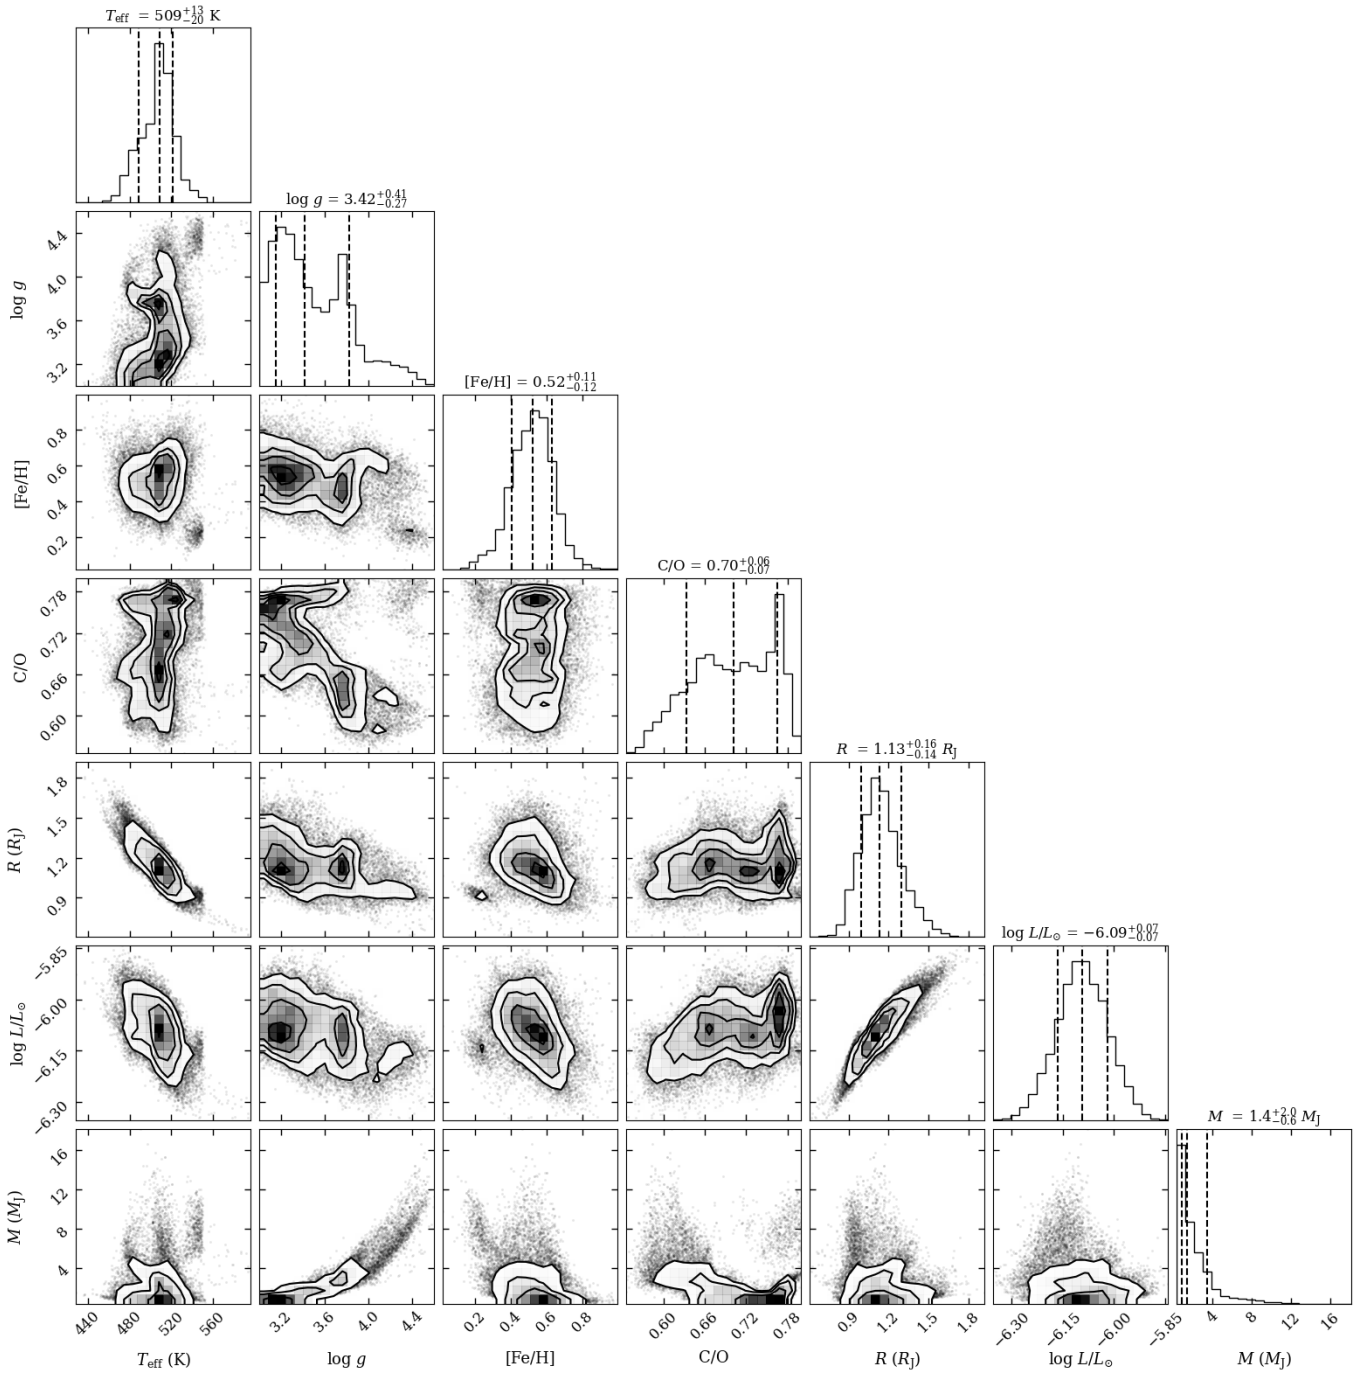 T_eff = 509^{+13}_{−20} K
log g = 3.42^{+0.41}_{−0.27}
[Fe/H] = 0.52^{+0.11}_{−0.12}
C/O = 0.70^{+0.06}_{−0.07}
R = 1.13^{+0.16}_{−0.14} R_J
log L/L_⊙ = −6.09^{+0.07}_{−0.07}
M = 1.4^{+2.0}_{−0.6} M_J
log g
4.4
4.0
3.6
3.2
[Fe/H]
0.8
0.6
0.4
0.2
C/O
0.78
0.72
0.66
0.60
R (R_J)
1.8
1.5
1.2
0.9
log L/L_⊙
−5.85
−6.00
−6.15
−6.30
M (M_J)
16
12
8
4
440 480 520 560
3.2 3.6 4.0 4.4
0.2 0.4 0.6 0.8
0.60 0.66 0.72 0.78
0.9 1.2 1.5 1.8
−6.30 −6.15 −6.00 −5.85
4 8 12 16
T_eff (K)
log g
[Fe/H]
C/O
R (R_J)
log L/L_⊙
M (M_J)